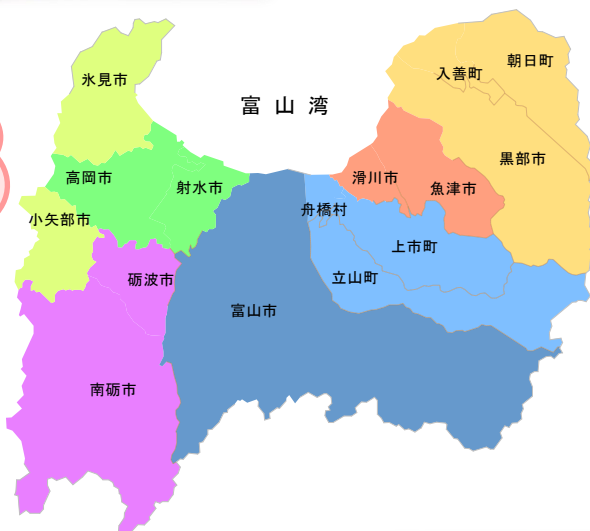 朝日町
入善町
氷見市
富山湾
黒部市
高岡市
射水市
滑川市
魚津市
舟橋村
小矢部市
上市町
砺波市
立山町
富山市
南砺市